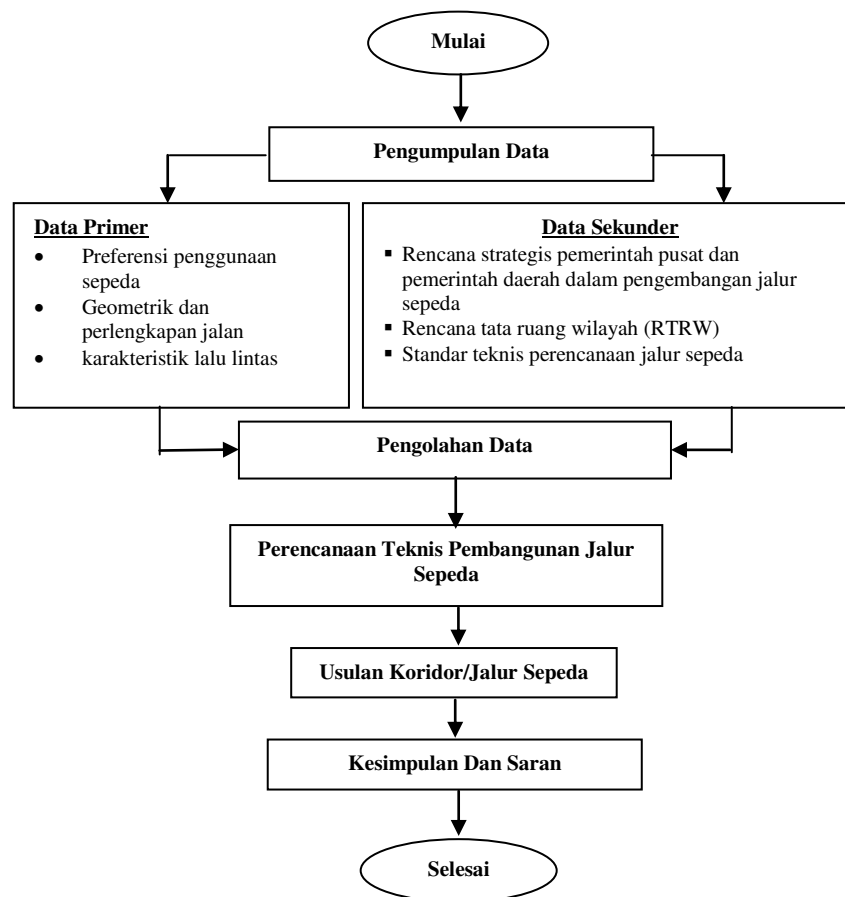 Mulai
Pengumpulan Data
Data Primer
• Preferensi penggunaan
sepeda
• Geometrik dan
perlengkapan jalan
• karakteristik lalu lintas
Data Sekunder
▪ Rencana strategis pemerintah pusat dan
pemerintah daerah dalam pengembangan jalur
sepeda
▪ Rencana tata ruang wilayah (RTRW)
▪ Standar teknis perencanaan jalur sepeda
Pengolahan Data
Perencanaan Teknis Pembangunan Jalur
Sepeda
Usulan Koridor/Jalur Sepeda
Kesimpulan Dan Saran
Selesai